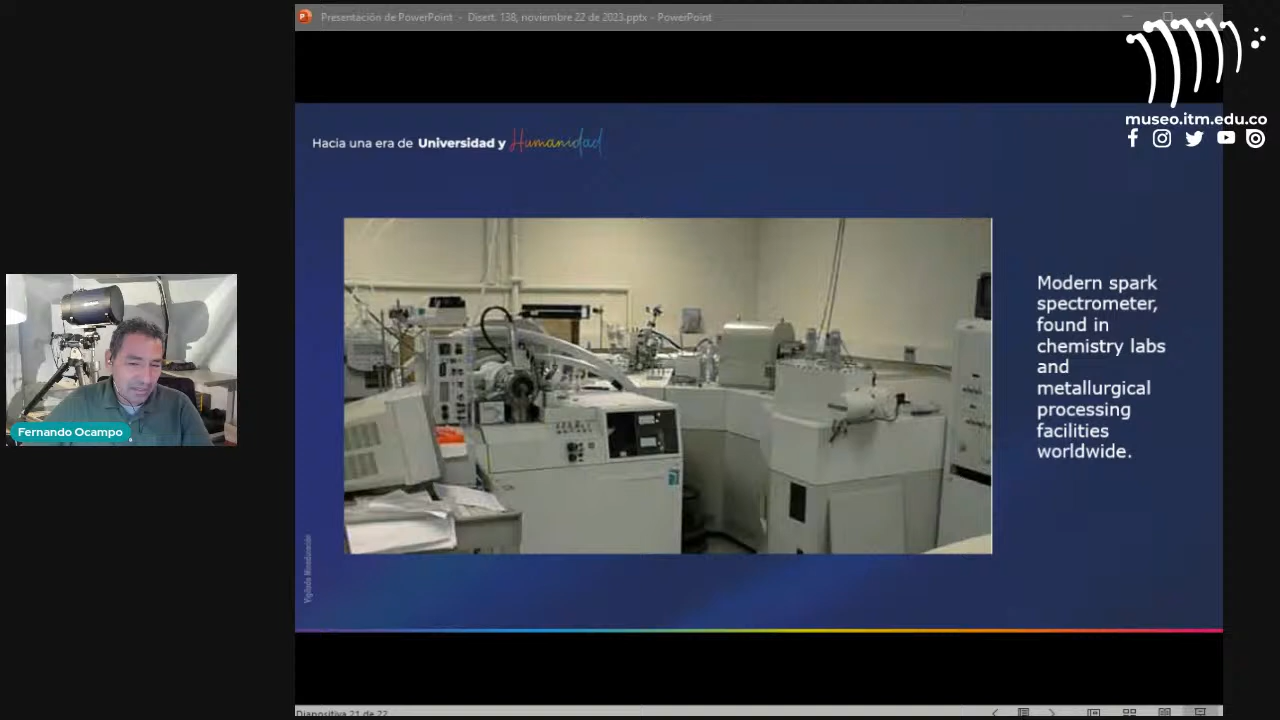 Presentación de PowerPoint - Disert. 138, noviembre 22 de 2023.pptx - PowerPoint
museo.itm.edu.co
Hacia una era de Universidad y Humanidad
Modern spark
spectrometer,
found in
chemistry labs
and
metallurgical
processing
facilities
worldwide.
Fernando Ocampo
Vigilada Mineducación
Diapositiva 21 de 22